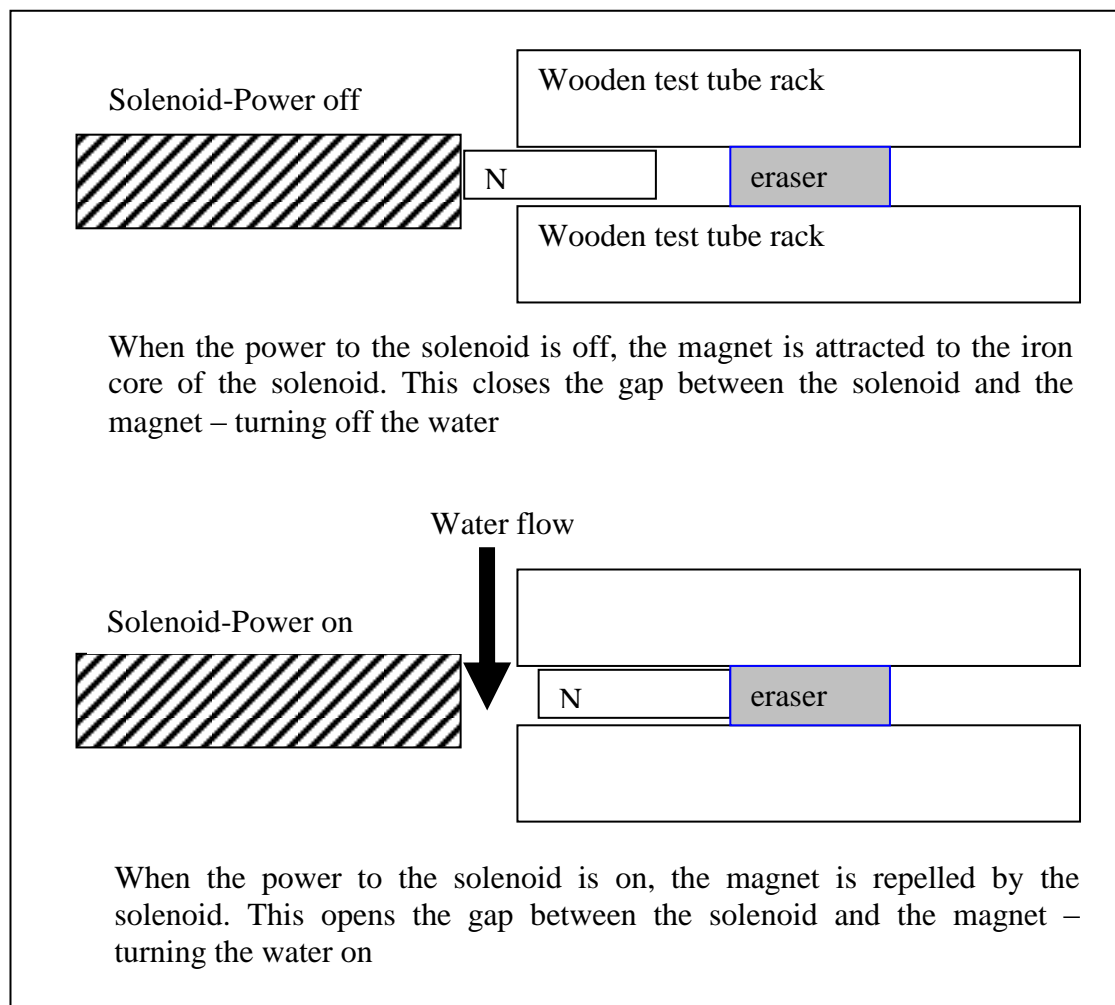 Wooden test tube rack
Solenoid-Power off
N
eraser
Wooden test tube rack
When the power to the solenoid is off, the magnet is attracted to the iron
core of the solenoid. This closes the gap between the solenoid and the
magnet – turning off the water
Water flow
Solenoid-Power on
N
eraser
When the power to the solenoid is on, the magnet is repelled by the
solenoid. This opens the gap between the solenoid and the magnet –
turning the water on